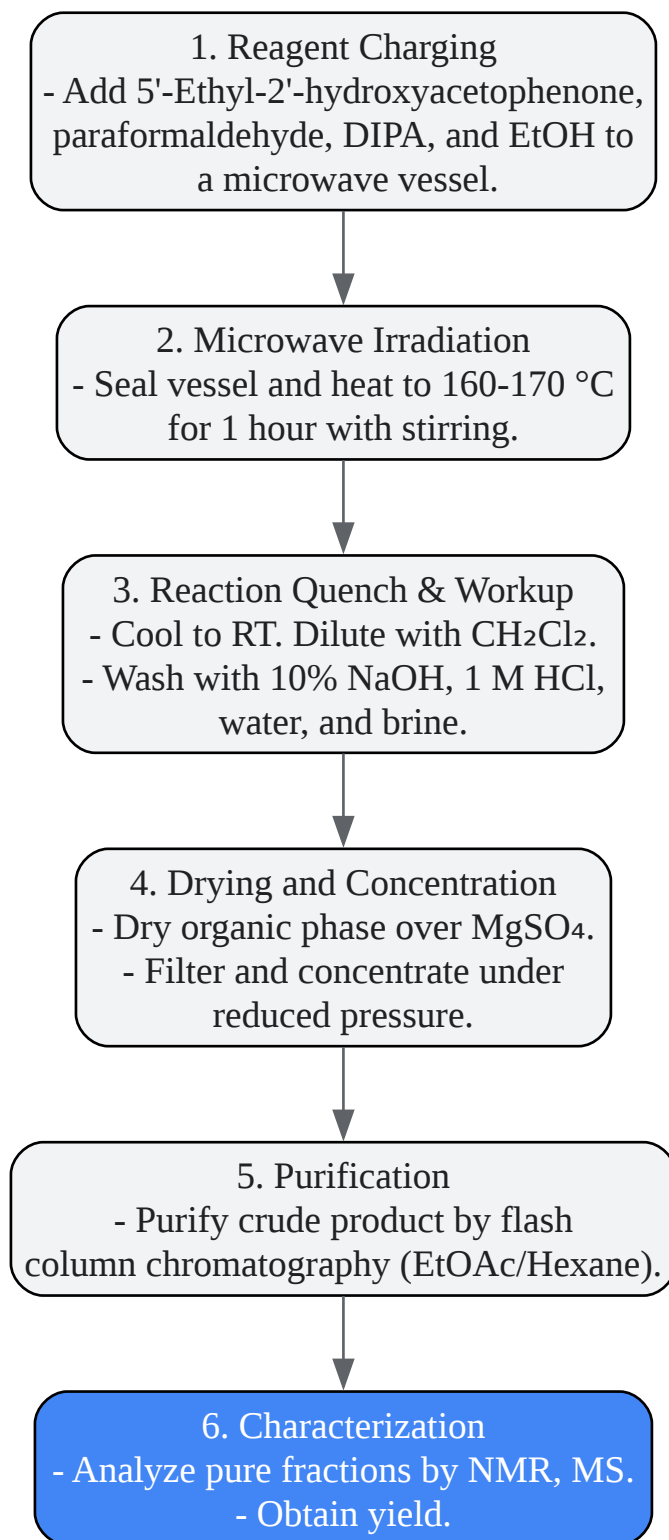 1. Reagent Charging
- Add 5'-Ethyl-2'-hydroxyacetophenone,
paraformaldehyde, DIPA, and EtOH to
a microwave vessel.
2. Microwave Irradiation
- Seal vessel and heat to 160-170 °C
for 1 hour with stirring.
3. Reaction Quench & Workup
- Cool to RT. Dilute with CH₂Cl₂.
- Wash with 10% NaOH, 1 M HCl,
water, and brine.
4. Drying and Concentration
- Dry organic phase over MgSO₄.
- Filter and concentrate under
reduced pressure.
5. Purification
- Purify crude product by flash
column chromatography (EtOAc/Hexane).
6. Characterization
- Analyze pure fractions by NMR, MS.
- Obtain yield.